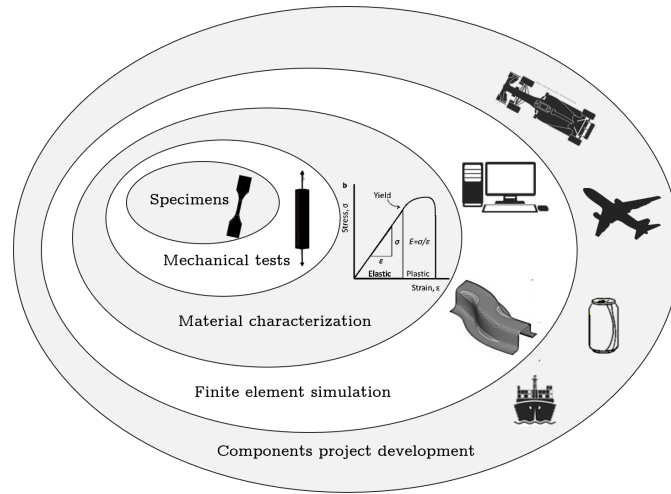 Specimens
Mechanical tests
b
Yield
Stress, σ
σ
E=σ/ε
ε
Elastic
Plastic
Strain, ε
Material characterization
Finite element simulation
Components project development